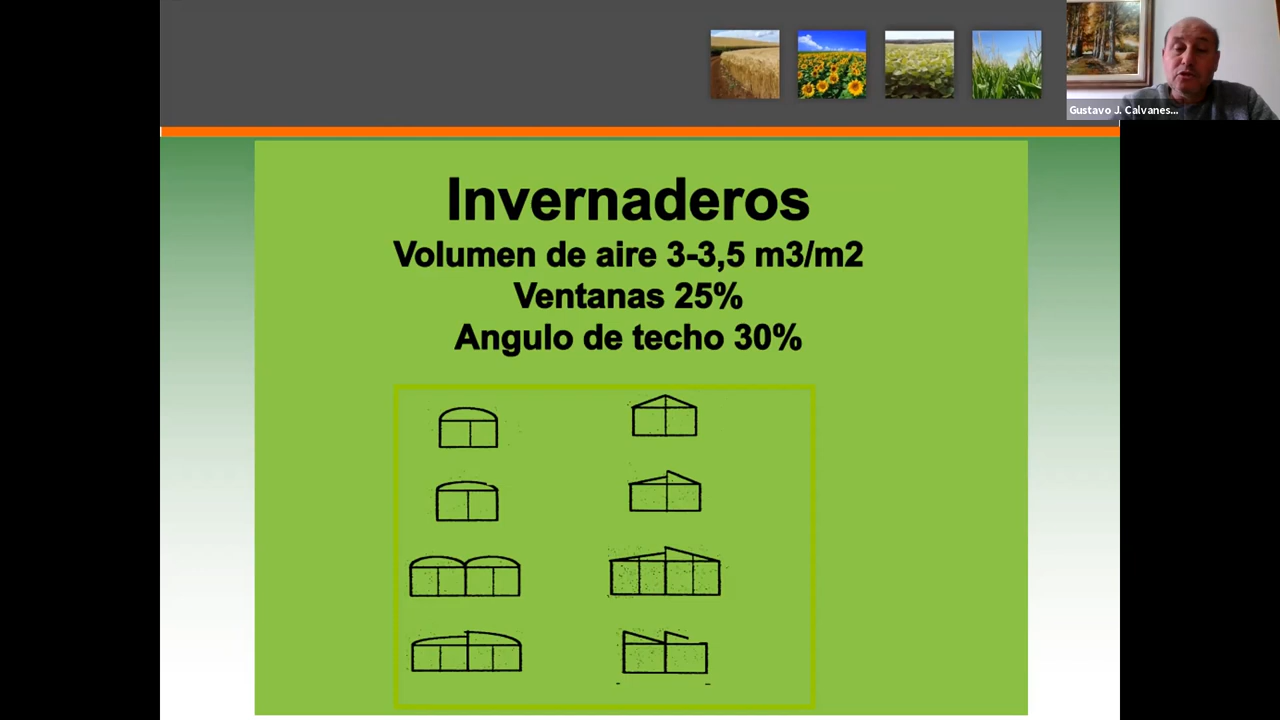 Gustavo J. Calvanes...
Invernaderos
Volumen de aire 3-3,5 m3/m2
Ventanas 25%
Angulo de techo 30%